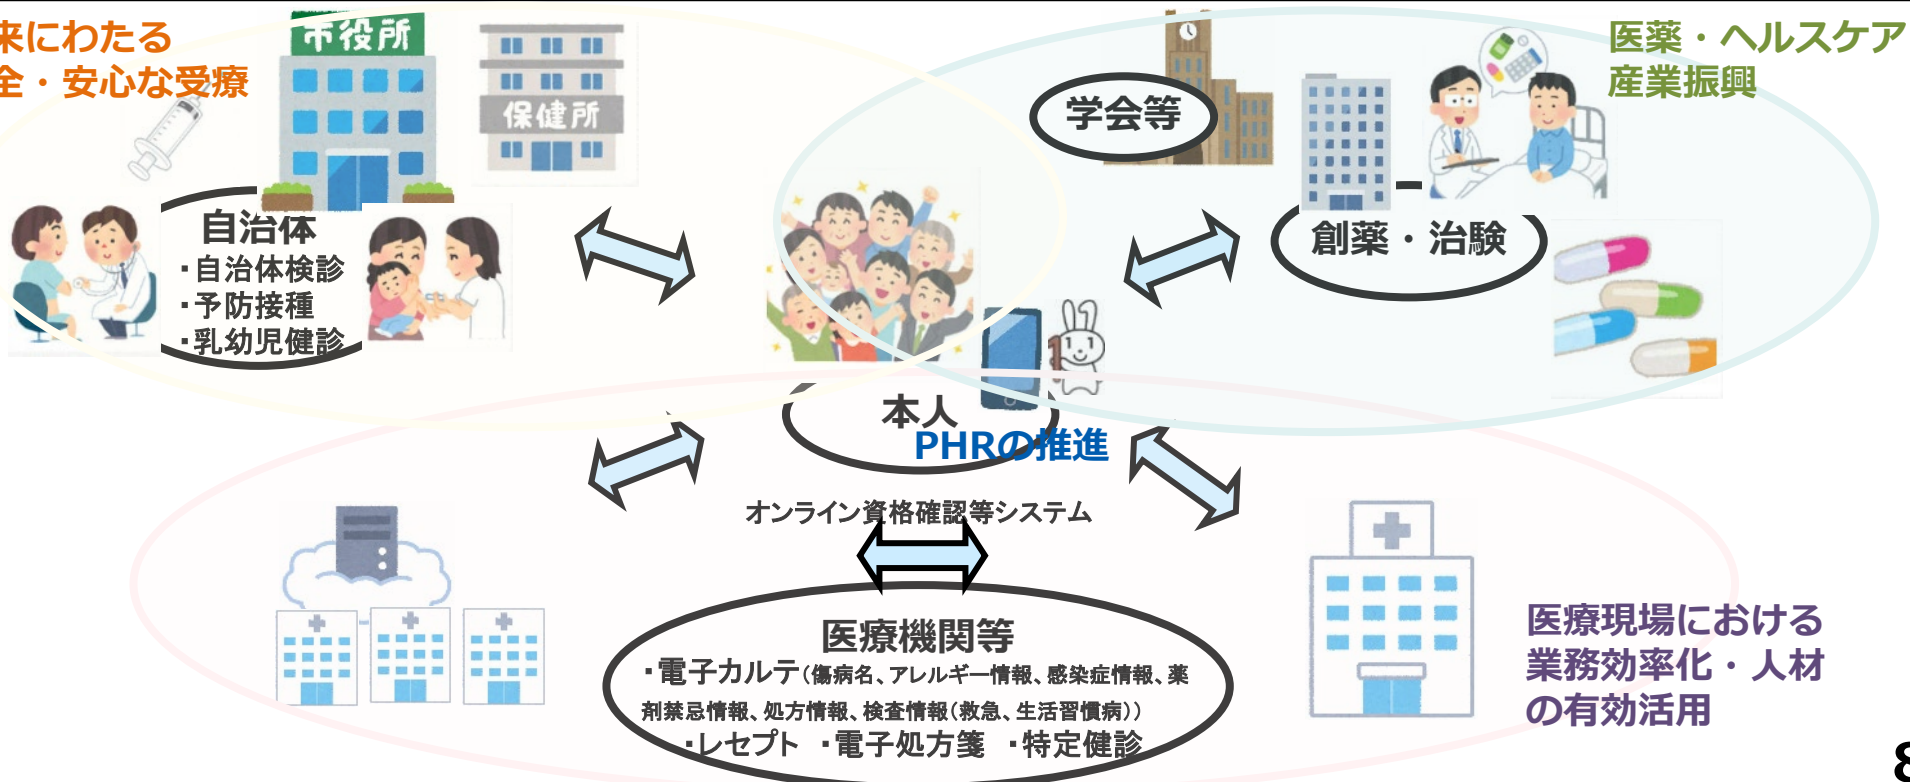 来にわたる
全・安心な受療
市役所
保健所
自治体
・自治体検診
・予防接種
・乳幼児健診
学会等
創薬・治験
医薬・ヘルスケア
産業振興
本人
PHRの推進
オンライン資格確認等システム
医療機関等
・電子カルテ(傷病名、アレルギー情報、感染症情報、薬
剤禁忌情報、処方情報、検査情報(救急、生活習慣病))
・レセプト ・電子処方箋 ・特定健診
医療現場における
業務効率化・人材
の有効活用
8